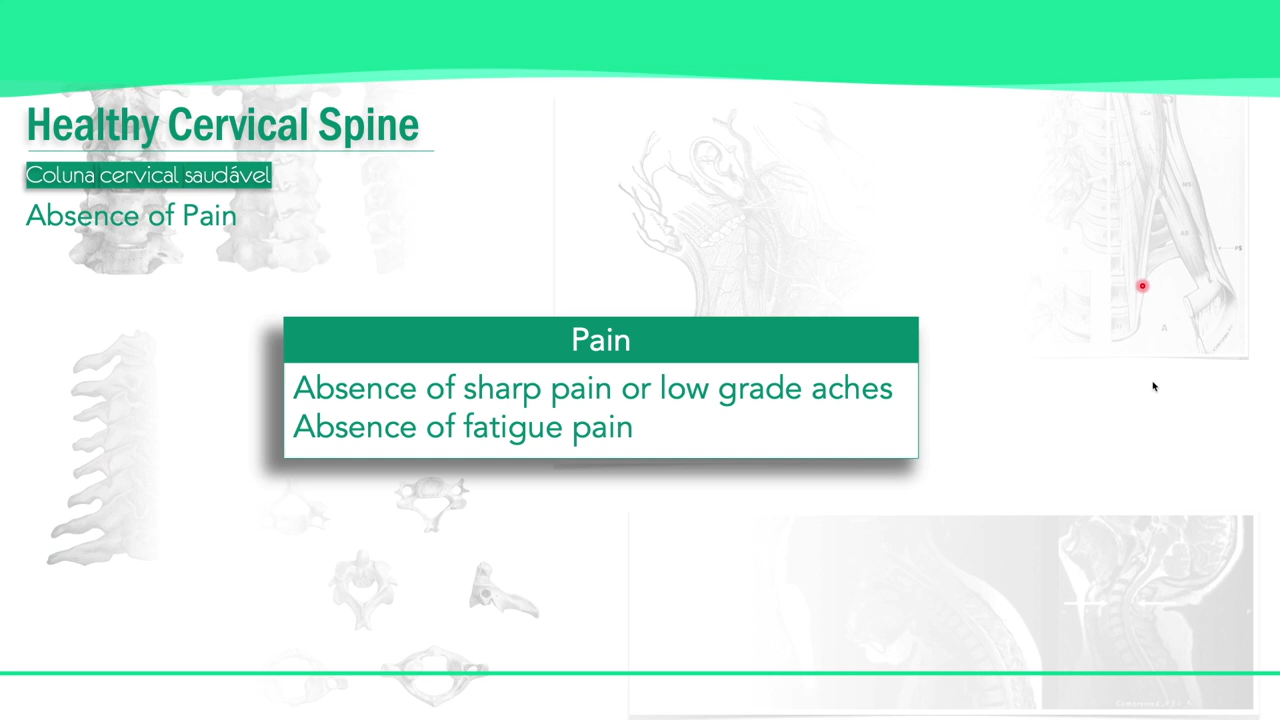 Healthy Cervical Spine
Coluna cervical saudável
Absence of Pain
Pain
Absence of sharp pain or low grade aches
Absence of fatigue pain
A